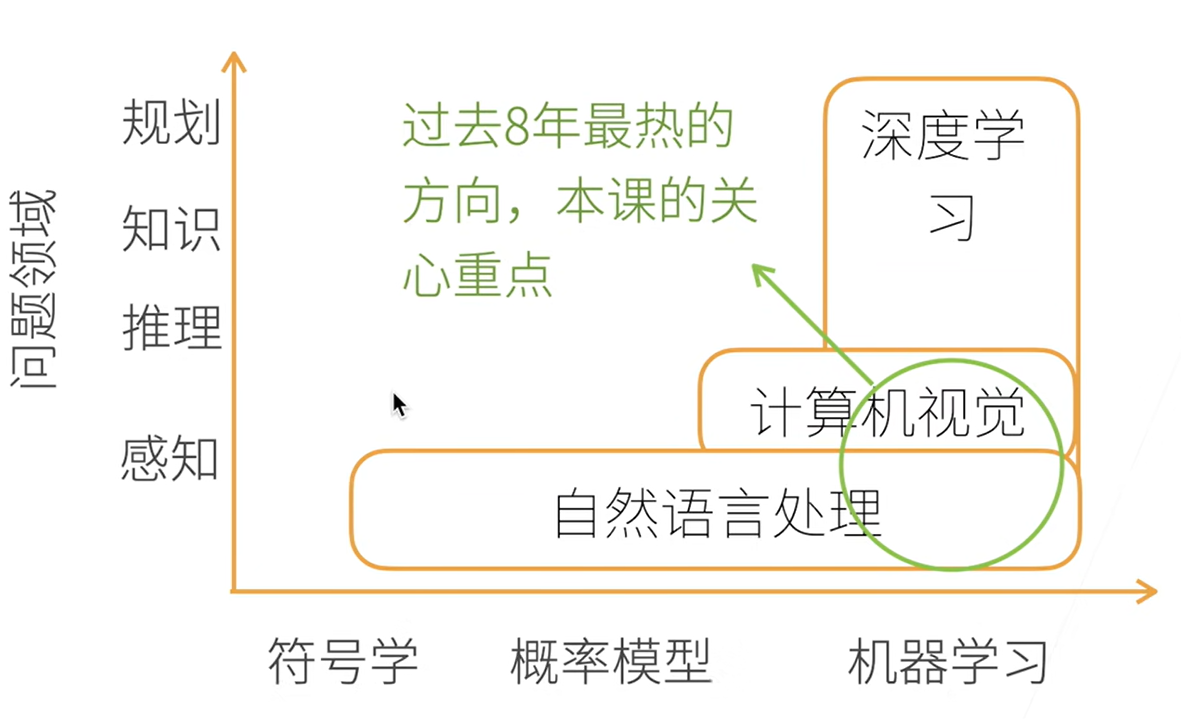 问题领域
规划
知识
推理
感知
过去8年最热的
方向，本课的关
心重点
深度学
习
计算机视觉
自然语言处理
符号学
概率模型
机器学习